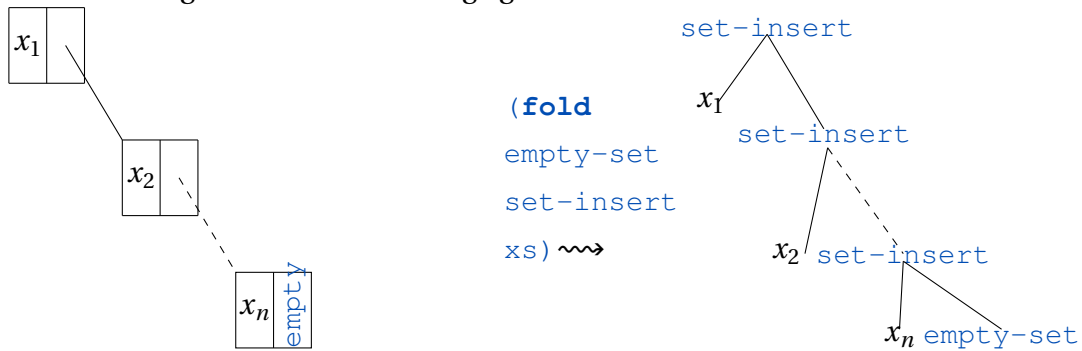 x₁
x₂
xₙ empty
(fold
empty-set
set-insert
xs) ⇝
set-insert
x₁
set-insert
x₂ set-insert
xₙ empty-set